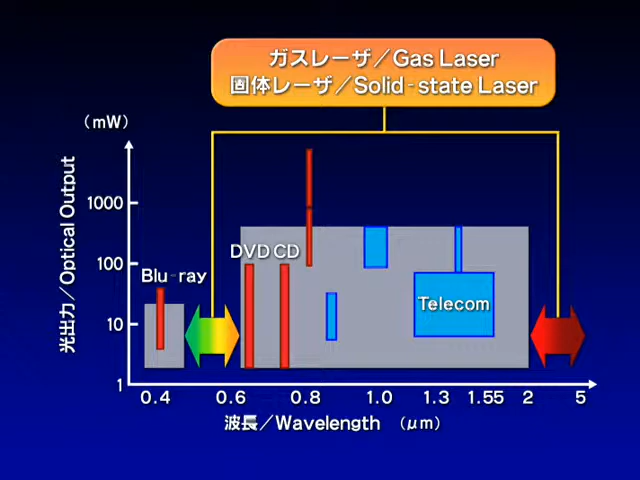 ガスレーザ／Gas Laser
固体レーザ／Solid-state Laser
（mW）
光出力／Optical Output
1000
100
10
1
Blu-ray
DVD CD
Telecom
0.4 0.6 0.8 1.0 1.3 1.55 2 5
波長／Wavelength （μm）